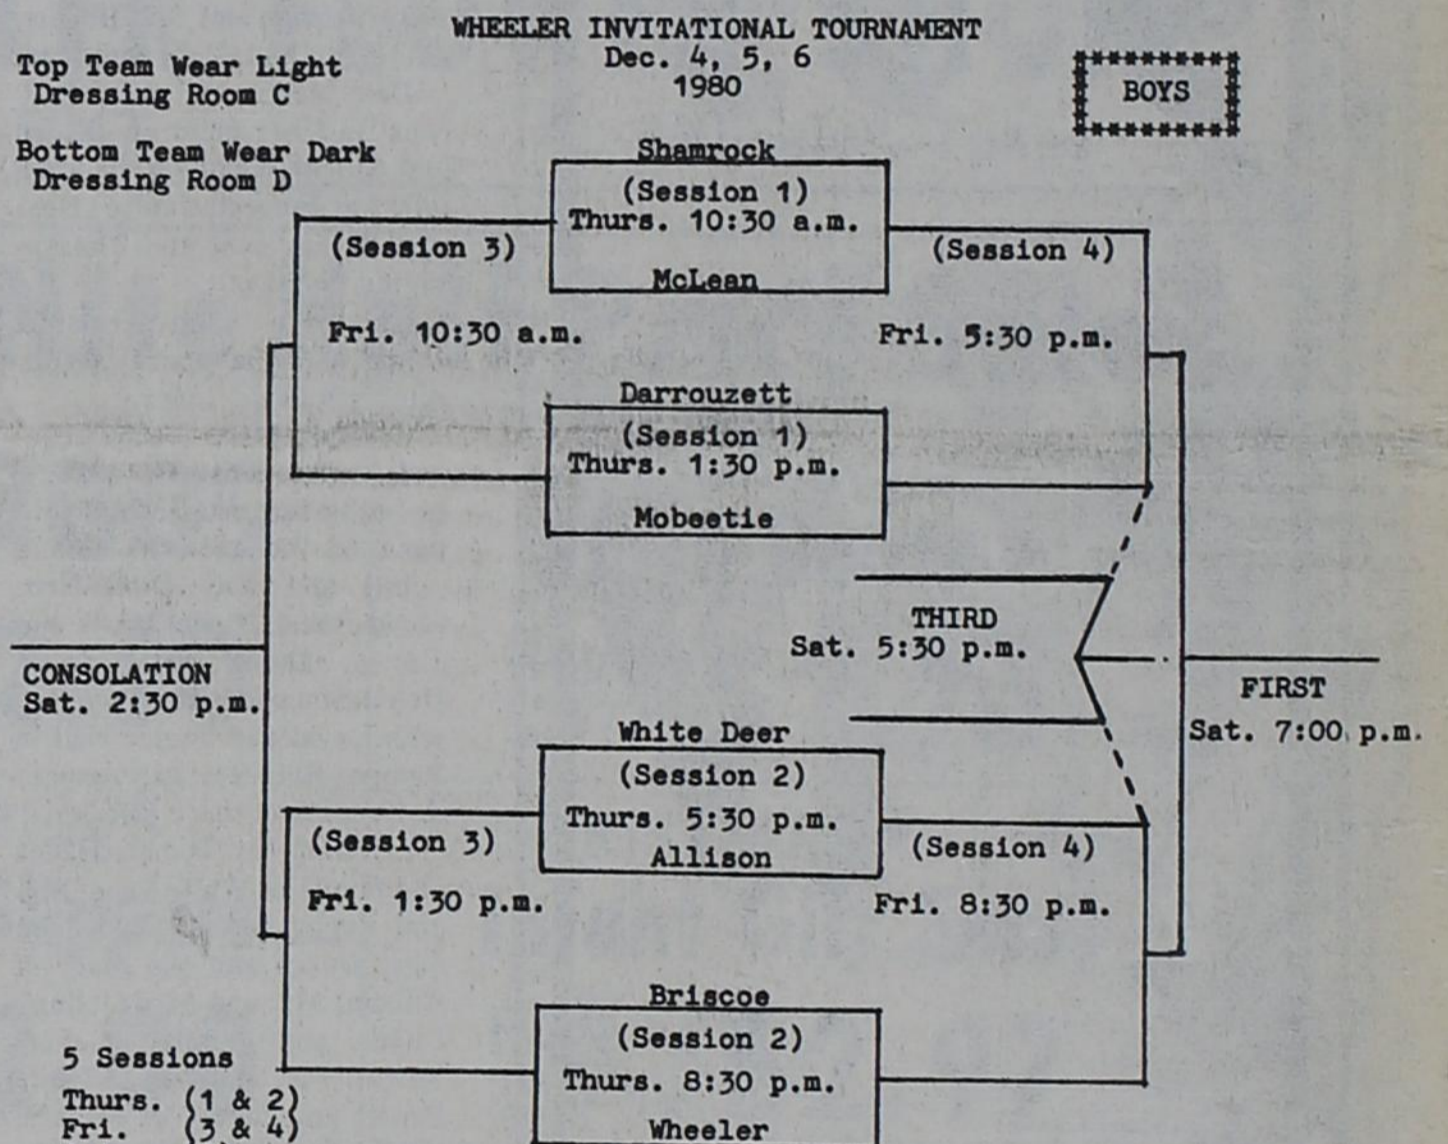 WHEELER INVITATIONAL TOURNAMENT
Dec. 4, 5, 6
1980
BOYS
Top Team Wear Light
Dressing Room C
Bottom Team Wear Dark
Dressing Room D
Shamrock
(Session 1)
Thurs. 10:30 a.m.
McLean
(Session 3)
(Session 4)
Fri. 10:30 a.m.
Fri. 5:30 p.m.
Darrouzett
(Session 1)
Thurs. 1:30 p.m.
Mobeetie
THIRD
Sat. 5:30 p.m.
CONSOLATION
Sat. 2:30 p.m.
FIRST
Sat. 7:00 p.m.
White Deer
(Session 2)
Thurs. 5:30 p.m.
Allison
(Session 3)
(Session 4)
Fri. 1:30 p.m.
Fri. 8:30 p.m.
Briscoe
(Session 2)
Thurs. 8:30 p.m.
Wheeler
5 Sessions
Thurs. (1 & 2)
Fri. (3 & 4)